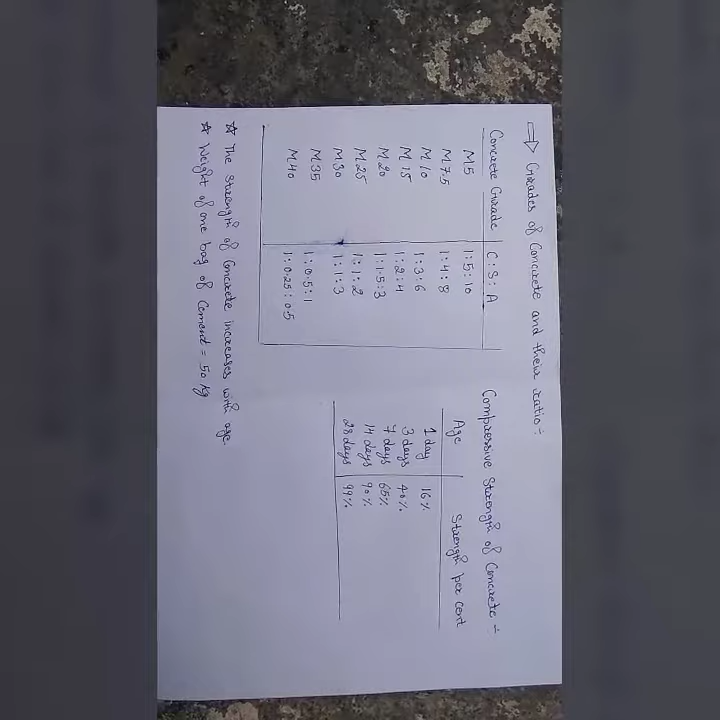 ⇒ Grades of Concrete and their ratio :-
Concrete Grade C : S : A
M5 1 : 5 : 10
M7.5 1 : 4 : 8
M10 1 : 3 : 6
M15 1 : 2 : 4
M20 1 : 1.5 : 3
M25 1 : 1 : 2
M30 1 : 1 : 3
M35 1 : 0.5 : 1
M40 1 : 0.25 : 0.5
☆ The Strength of Concrete increases with age.
☆ Weight of one bag of Cement = 50 kg
Compressive Strength of Concrete :-
Age Strength per cent
1 day 16%
3 days 40%
7 days 65%
14 days 90%
28 days 99%